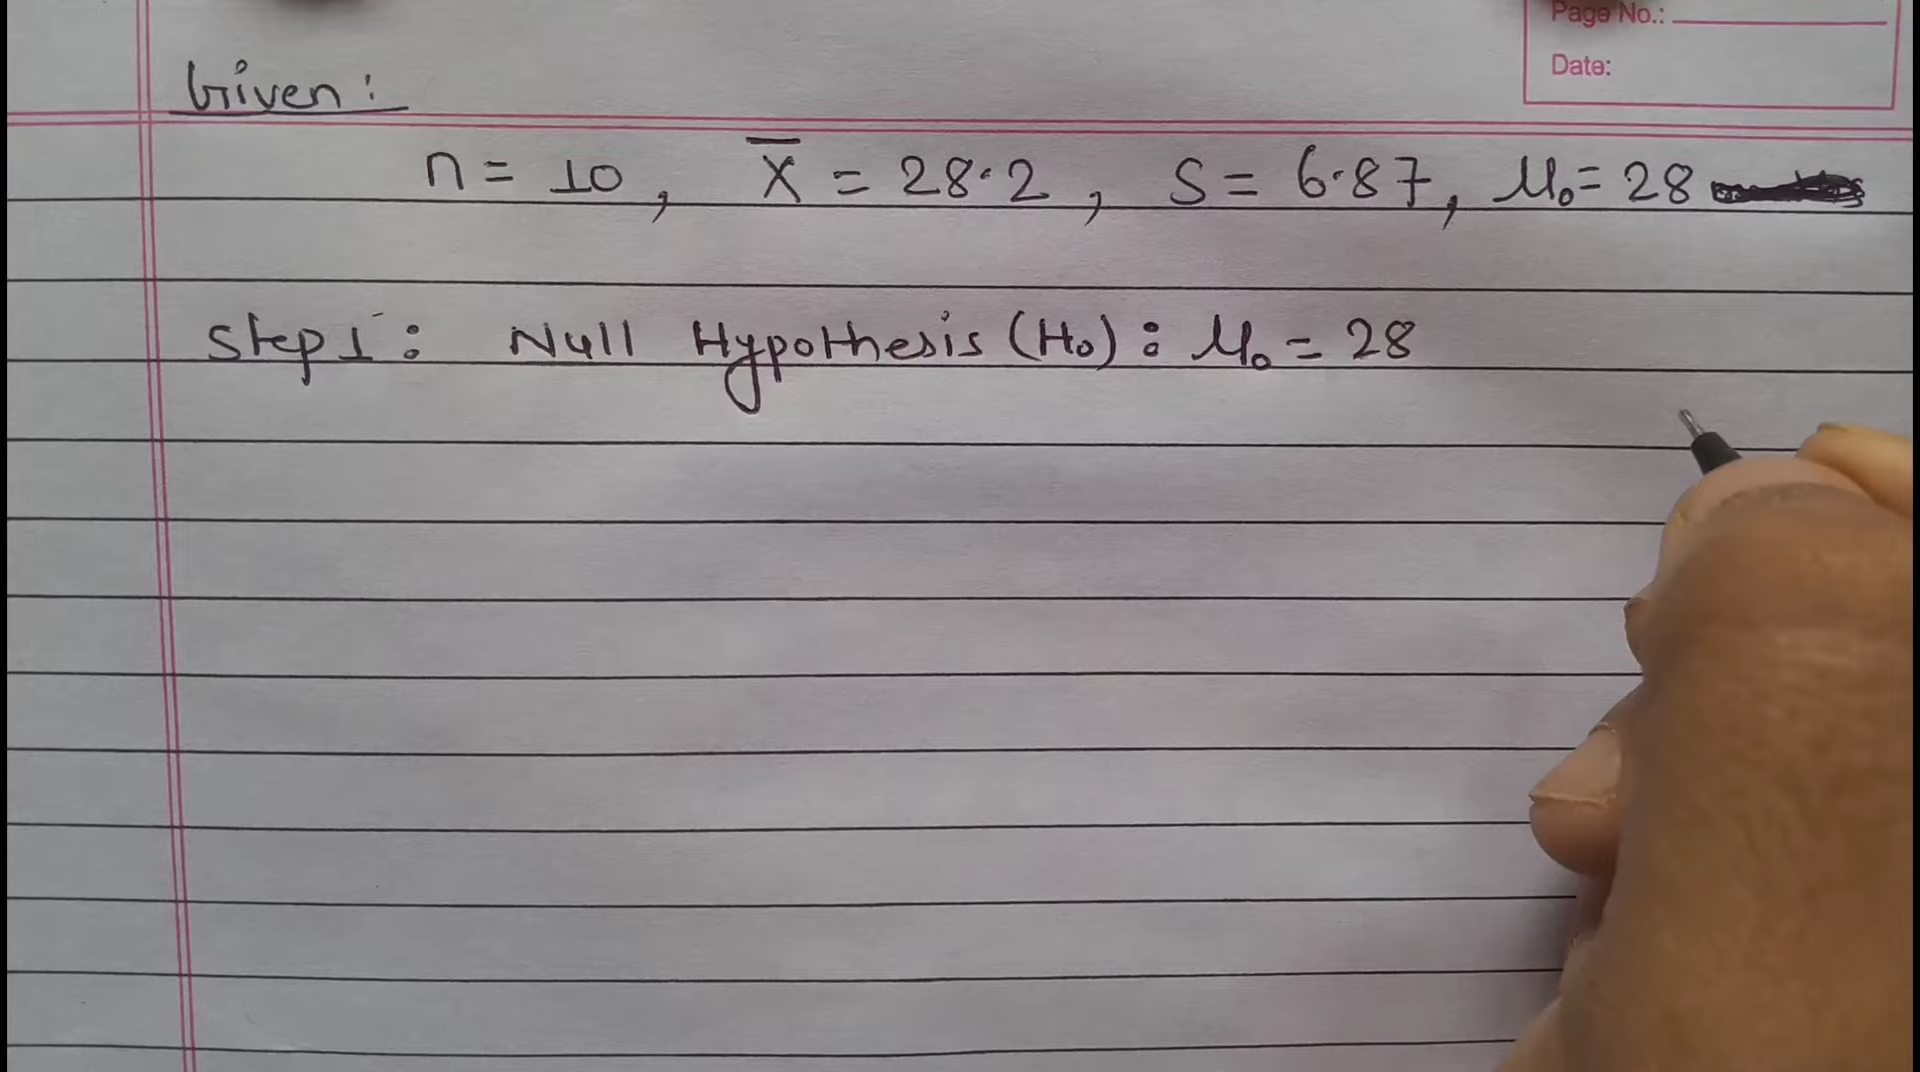 Page No.:
Date:
Given:
n = 10, X̅ = 28.2, S = 6.87, μ₀ = 28
Step 1: Null Hypothesis (H₀): μ₀ = 28